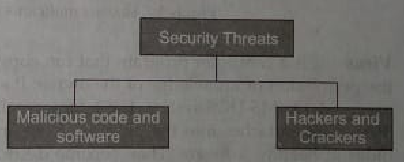 Security Threats
Malicious code and
software
Hackers and
Crackers